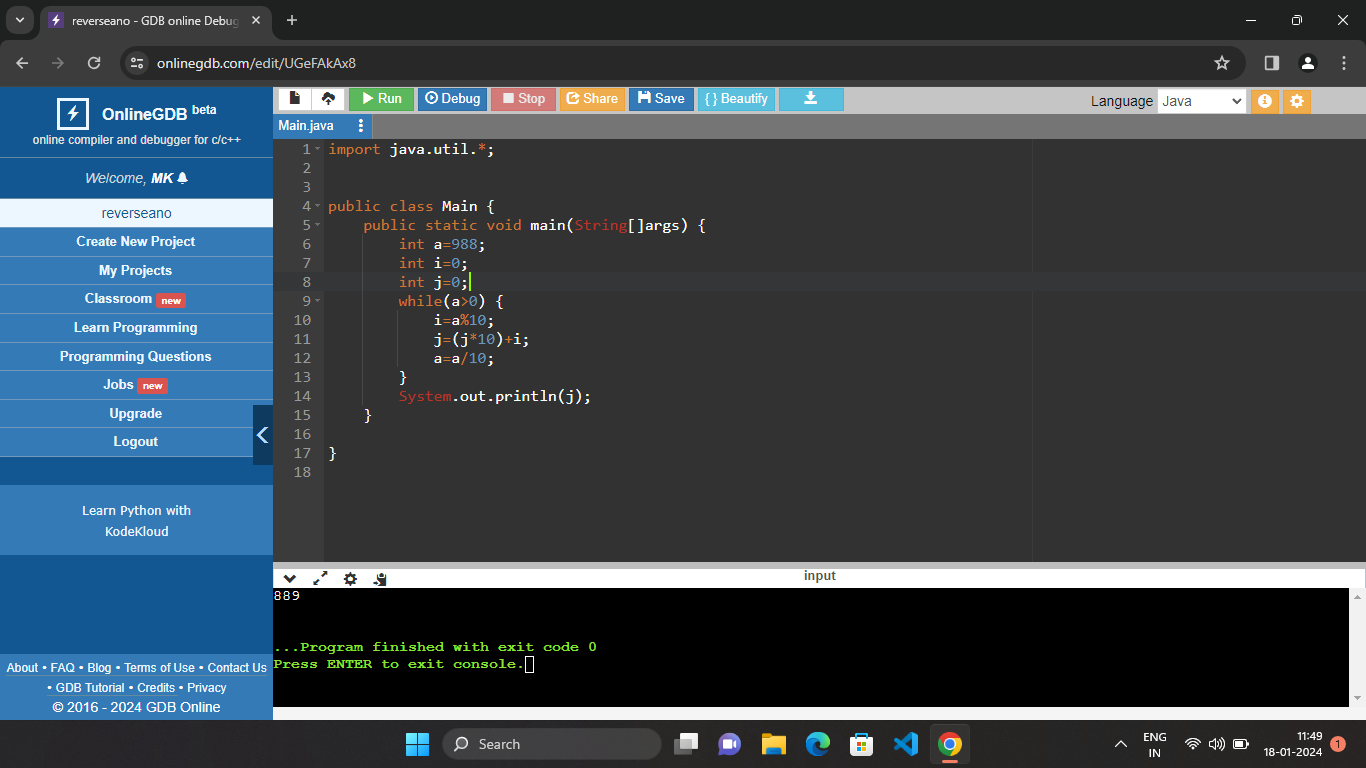 reverseano - GDB online Debug
onlinegdb.com/edit/UGeFAkAx8
OnlineGDB beta
online compiler and debugger for c/c++
Welcome, MK
reverseano
Create New Project
My Projects
Classroom new
Learn Programming
Programming Questions
Jobs new
Upgrade
Logout
Learn Python with
KodeKloud
About • FAQ • Blog • Terms of Use • Contact Us
• GDB Tutorial • Credits • Privacy
© 2016 - 2024 GDB Online
Run Debug Stop Share Save { } Beautify
Language Java
Main.java
1 import java.util.*;
2
3
4 public class Main {
5 public static void main(String[]args) {
6 int a=988;
7 int i=0;
8 int j=0;
9 while(a>0) {
10 i=a%10;
11 j=(j*10)+i;
12 a=a/10;
13 }
14 System.out.println(j);
15 }
16
17 }
18
input
889
...Program finished with exit code 0
Press ENTER to exit console.
Search
ENG
IN
11:49
18-01-2024
1